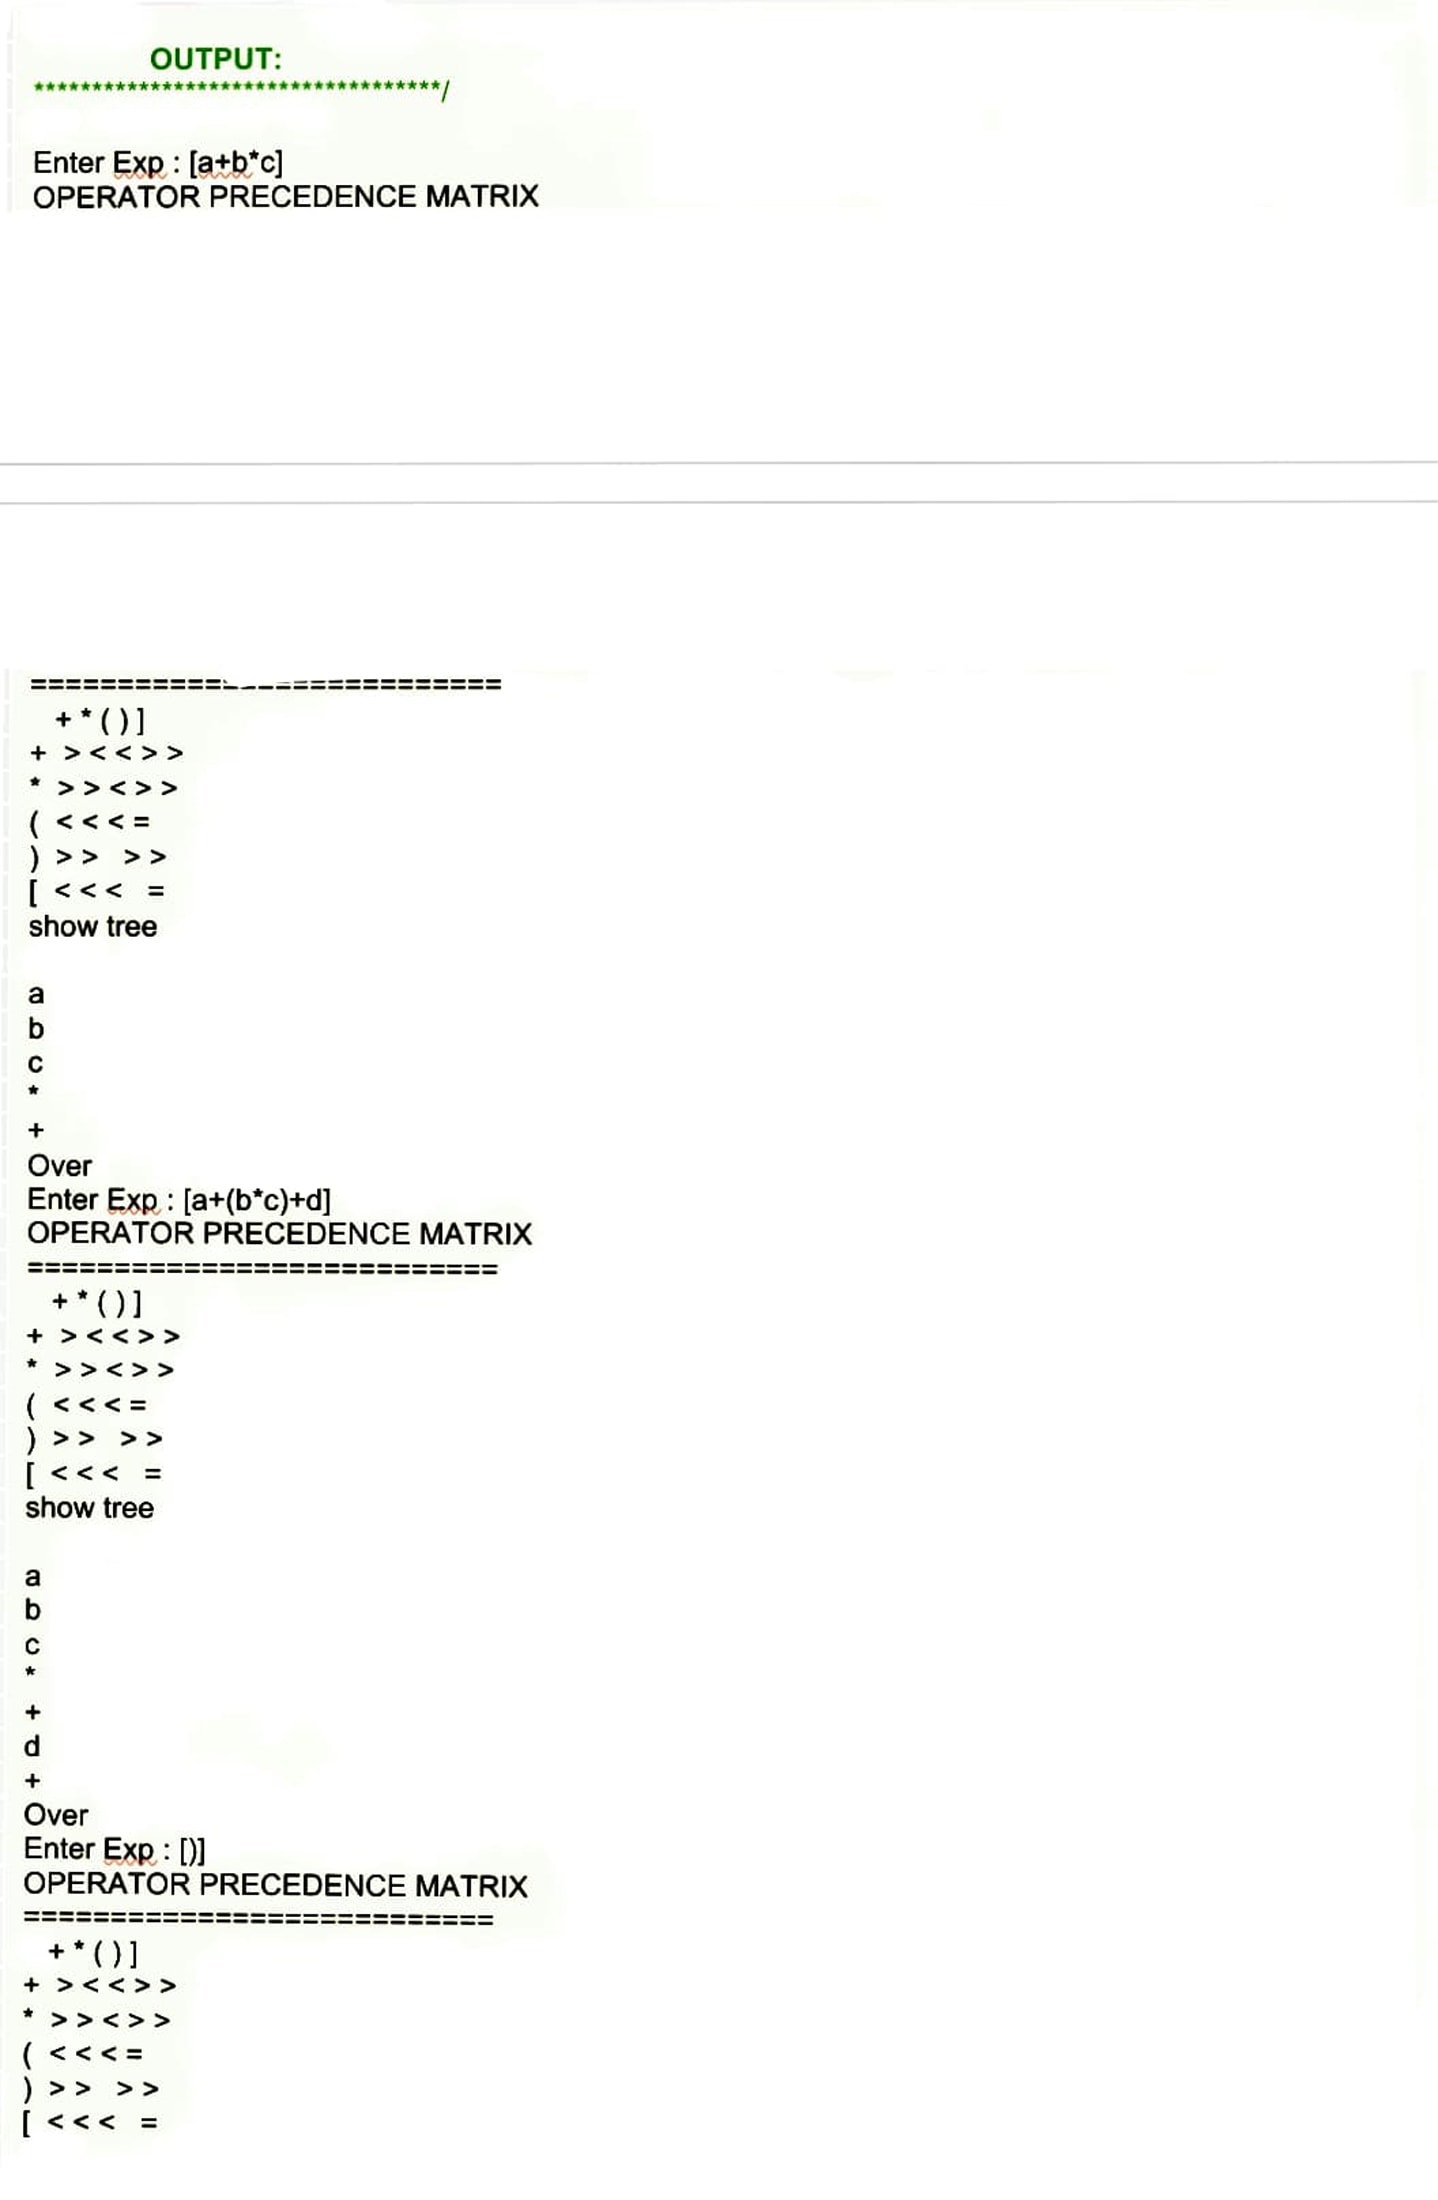 OUTPUT:
***********************************/
Enter Exp : [a+b*c]
OPERATOR PRECEDENCE MATRIX
===========================
+ * ( ) ]
+ > < < > >
* > > < > >
( < < < =
) > >   > >
[ < < <   =
show tree
a
b
c
*
+
Over
Enter Exp : [a+(b*c)+d]
OPERATOR PRECEDENCE MATRIX
===========================
+ * ( ) ]
+ > < < > >
* > > < > >
( < < < =
) > >   > >
[ < < <   =
show tree
a
b
c
*
+
d
+
Over
Enter Exp : [)]
OPERATOR PRECEDENCE MATRIX
===========================
+ * ( ) ]
+ > < < > >
* > > < > >
( < < < =
) > >   > >
[ < < <   =